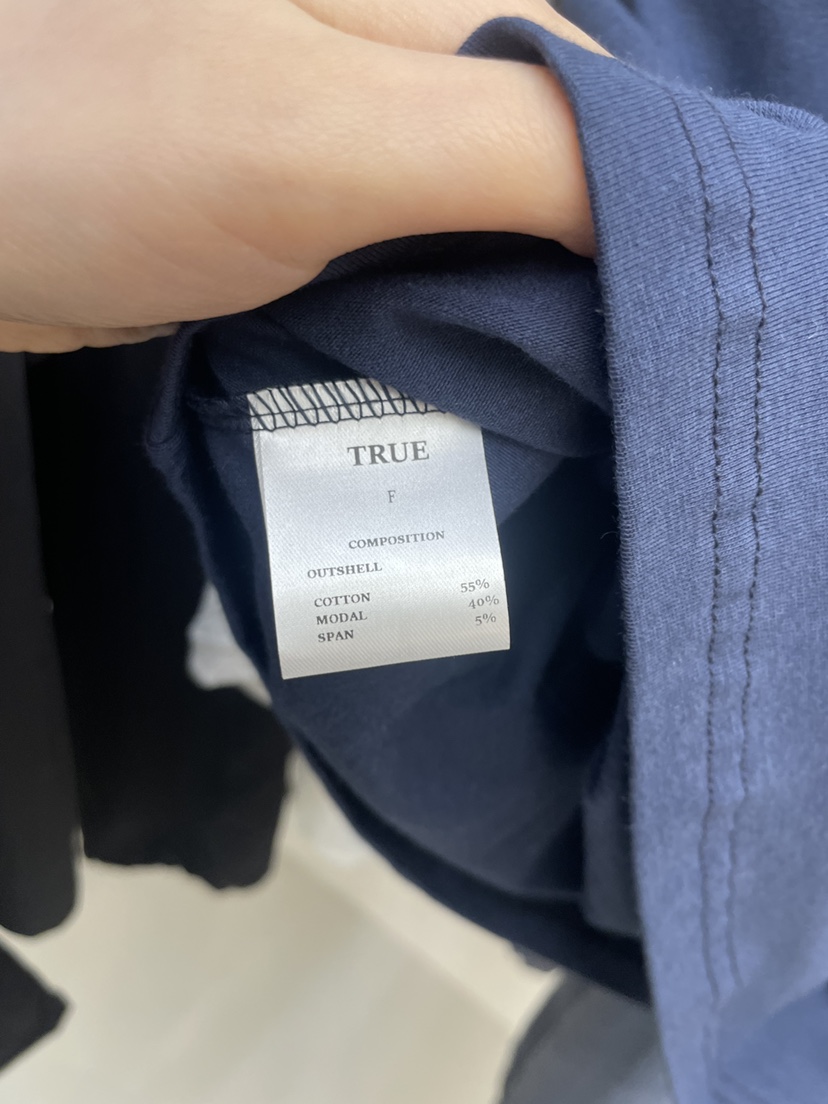 TRUE
F
COMPOSITION
OUTSHELL
COTTON 55%
MODAL 40%
SPAN 5%